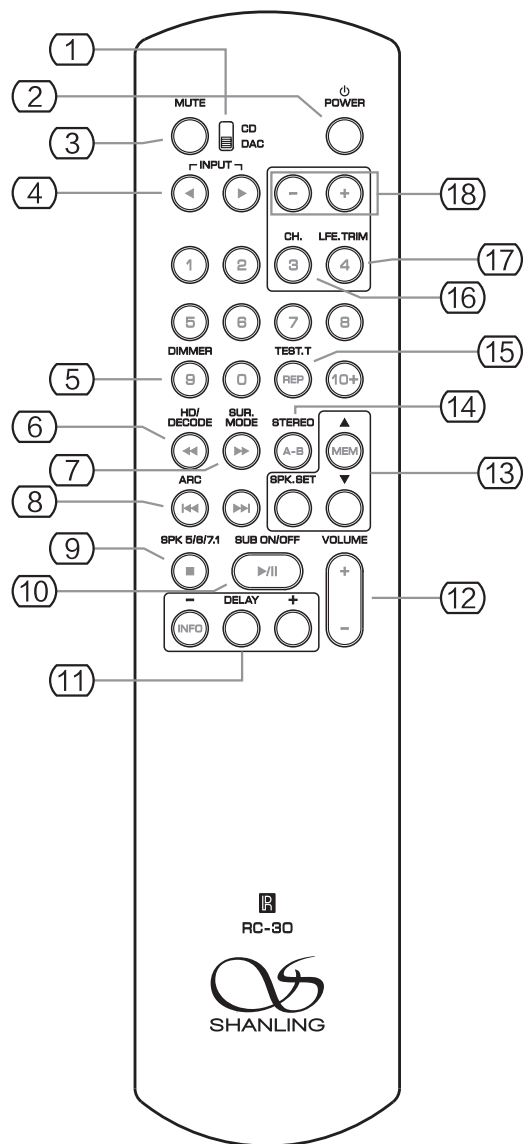 1
2
MUTE
POWER
CD
3
DAC
INPUT
4
- +
18
CH. LFE.TRIM
1 2 3 4
17
16
5 6 7 8
DIMMER TEST.T
15
5
9 0 REP 10+
HD/
DECODE
SUR.
MODE
STEREO
14
6
A-B MEM
7
13
ARC
SPK.SET
8
SPK 5/6/7.1 SUB ON/OFF VOLUME
9
+
10
12
- DELAY +
INFO
-
11
R
RC-30
SHANLING